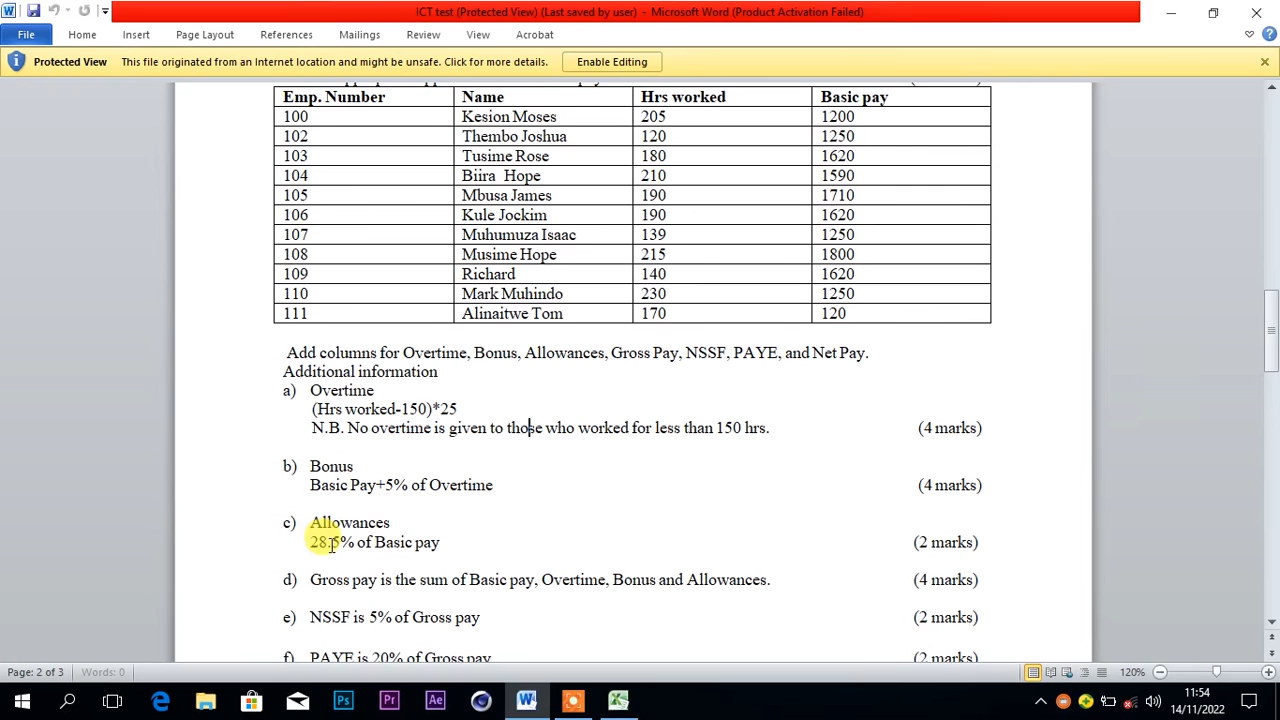 ICT test (Protected View) (Last saved by user) - Microsoft Word (Product Activation Failed)
File Home Insert Page Layout References Mailings Review View Acrobat
Protected View This file originated from an Internet location and might be unsafe. Click for more details. Enable Editing
Emp. Number Name Hrs worked Basic pay
100 Kesion Moses 205 1200
102 Thembo Joshua 120 1250
103 Tusime Rose 180 1620
104 Biira Hope 210 1590
105 Mbusa James 190 1710
106 Kule Jockim 190 1620
107 Muhumuza Isaac 139 1250
108 Musime Hope 215 1800
109 Richard 140 1620
110 Mark Muhindo 230 1250
111 Alinaitwe Tom 170 120
Add columns for Overtime, Bonus, Allowances, Gross Pay, NSSF, PAYE, and Net Pay.
Additional information
a) Overtime
(Hrs worked-150)*25
N.B. No overtime is given to those who worked for less than 150 hrs. (4 marks)
b) Bonus
Basic Pay+5% of Overtime (4 marks)
c) Allowances
28.5% of Basic pay (2 marks)
d) Gross pay is the sum of Basic pay, Overtime, Bonus and Allowances. (4 marks)
e) NSSF is 5% of Gross pay (2 marks)
f) PAYE is 20% of Gross pay (2 marks)
Page: 2 of 3 Words: 0 120%
Ps Pr Ae 11:54
14/11/2022